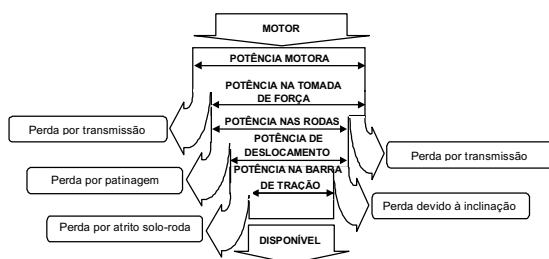 MOTOR
POTÊNCIA MOTORA
POTÊNCIA NA TOMADA
DE FORÇA
POTÊNCIA NAS RODAS
Perda por transmissão
POTÊNCIA DE
DESLOCAMENTO
Perda por transmissão
POTÊNCIA NA BARRA
DE TRAÇÃO
Perda por patinagem
Perda devido à inclinação
Perda por atrito solo-roda
DISPONÍVEL